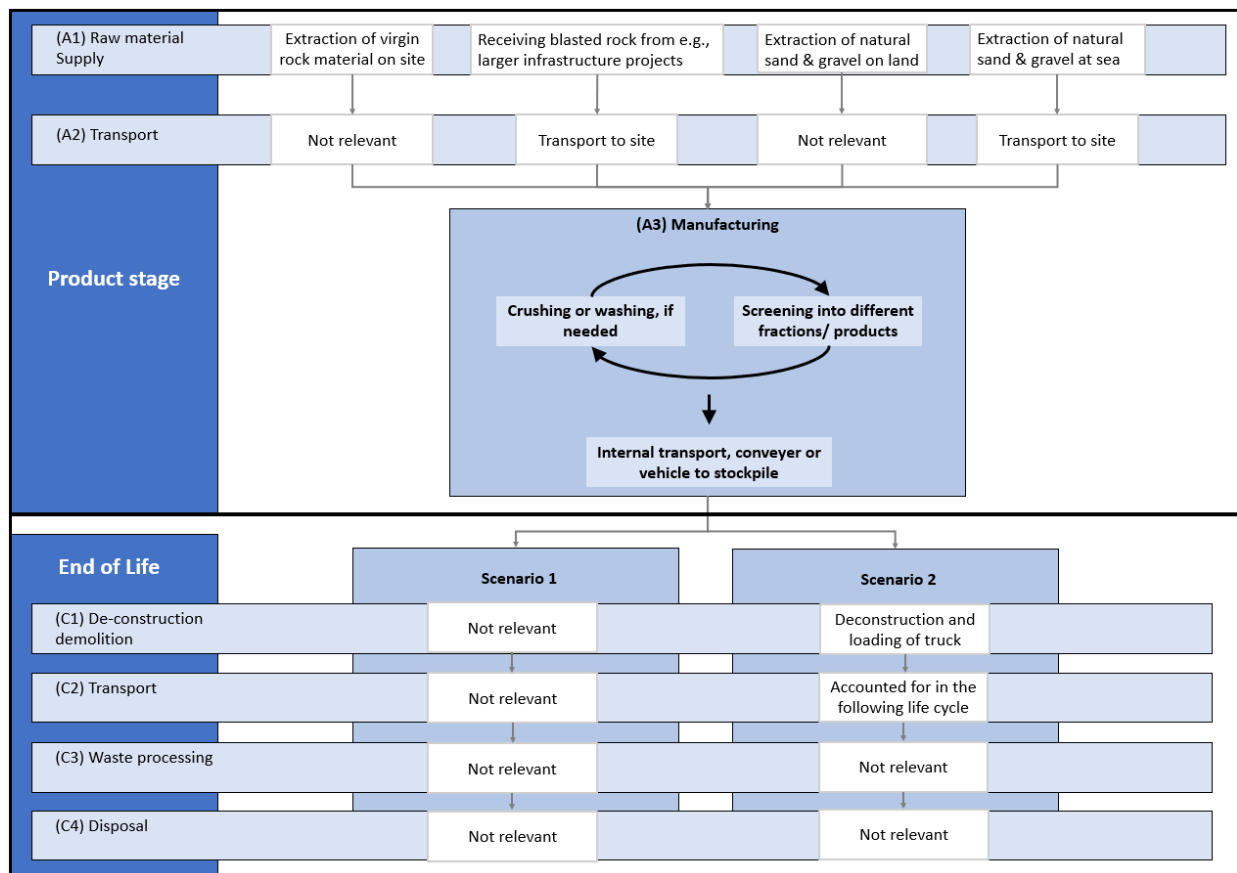 (A1) Raw material
Supply
Extraction of virgin
rock material on site
Receiving blasted rock from e.g.,
larger infrastructure projects
Extraction of natural
sand & gravel on land
Extraction of natural
sand & gravel at sea
(A2) Transport
Not relevant
Transport to site
Not relevant
Transport to site
Product stage
(A3) Manufacturing
Crushing or washing, if
needed
Screening into different
fractions/ products
Internal transport, conveyer or
vehicle to stockpile
End of Life
Scenario 1
Scenario 2
(C1) De-construction
demolition
Not relevant
Deconstruction and
loading of truck
(C2) Transport
Not relevant
Accounted for in the
following life cycle
(C3) Waste processing
Not relevant
Not relevant
(C4) Disposal
Not relevant
Not relevant